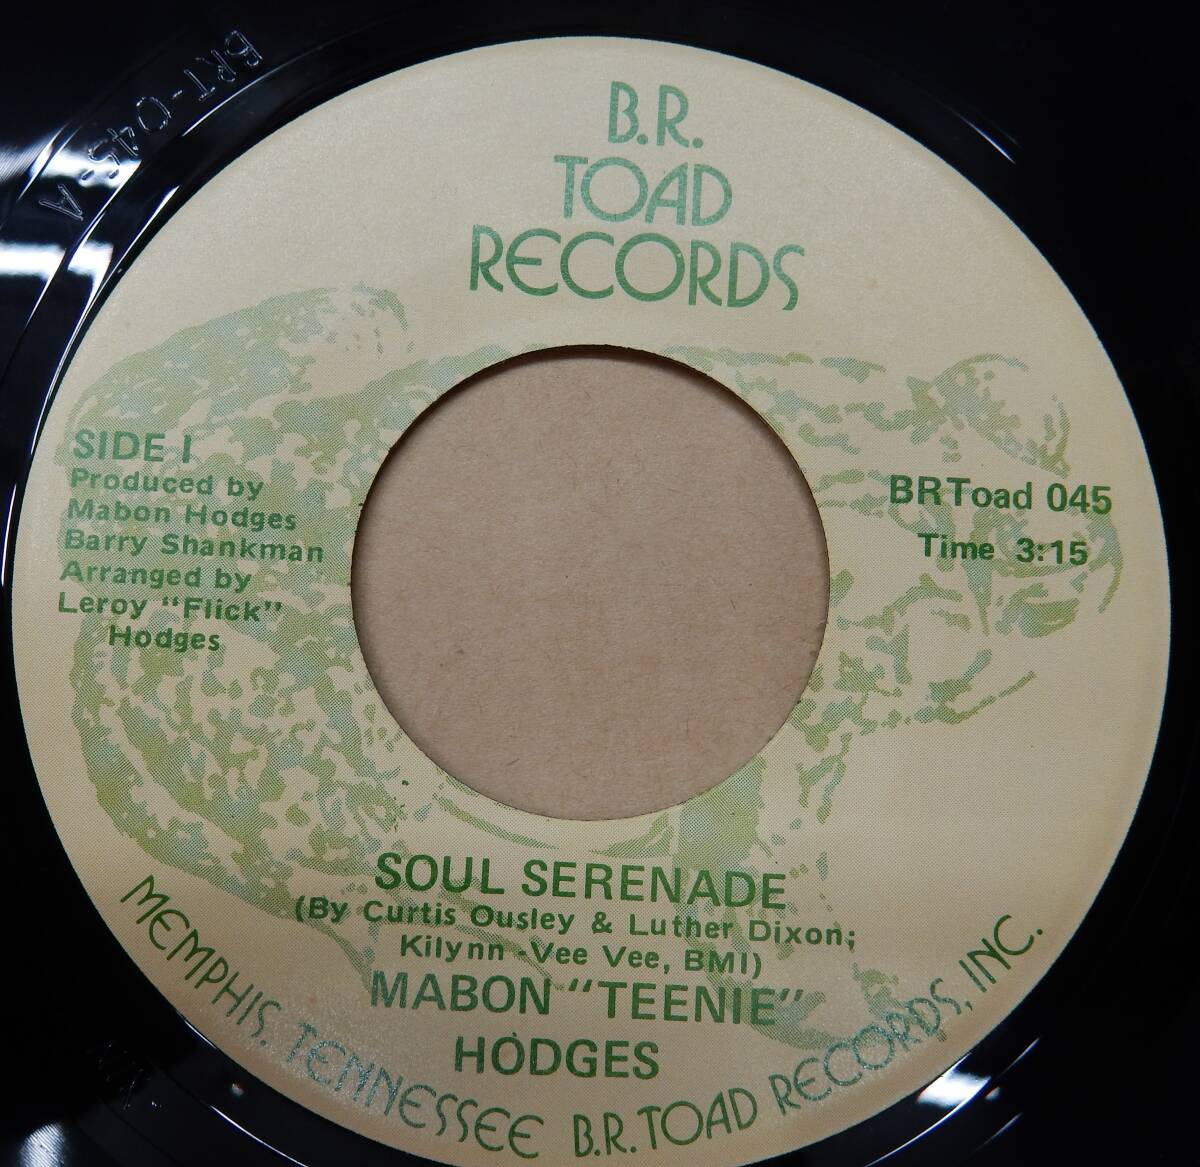 BRT-045-A
B.R.
TOAD
RECORDS
SIDE I
Produced by
Mabon Hodges
Barry Shankman
Arranged by
Leroy "Flick"
Hodges
BRToad 045
Time 3:15
SOUL SERENADE
(By Curtis Ousley & Luther Dixon;
Kilynn -Vee Vee, BMI)
MABON "TEENIE"
HODGES
MEMPHIS, TENNESSEE B.R. TOAD RECORDS, INC.